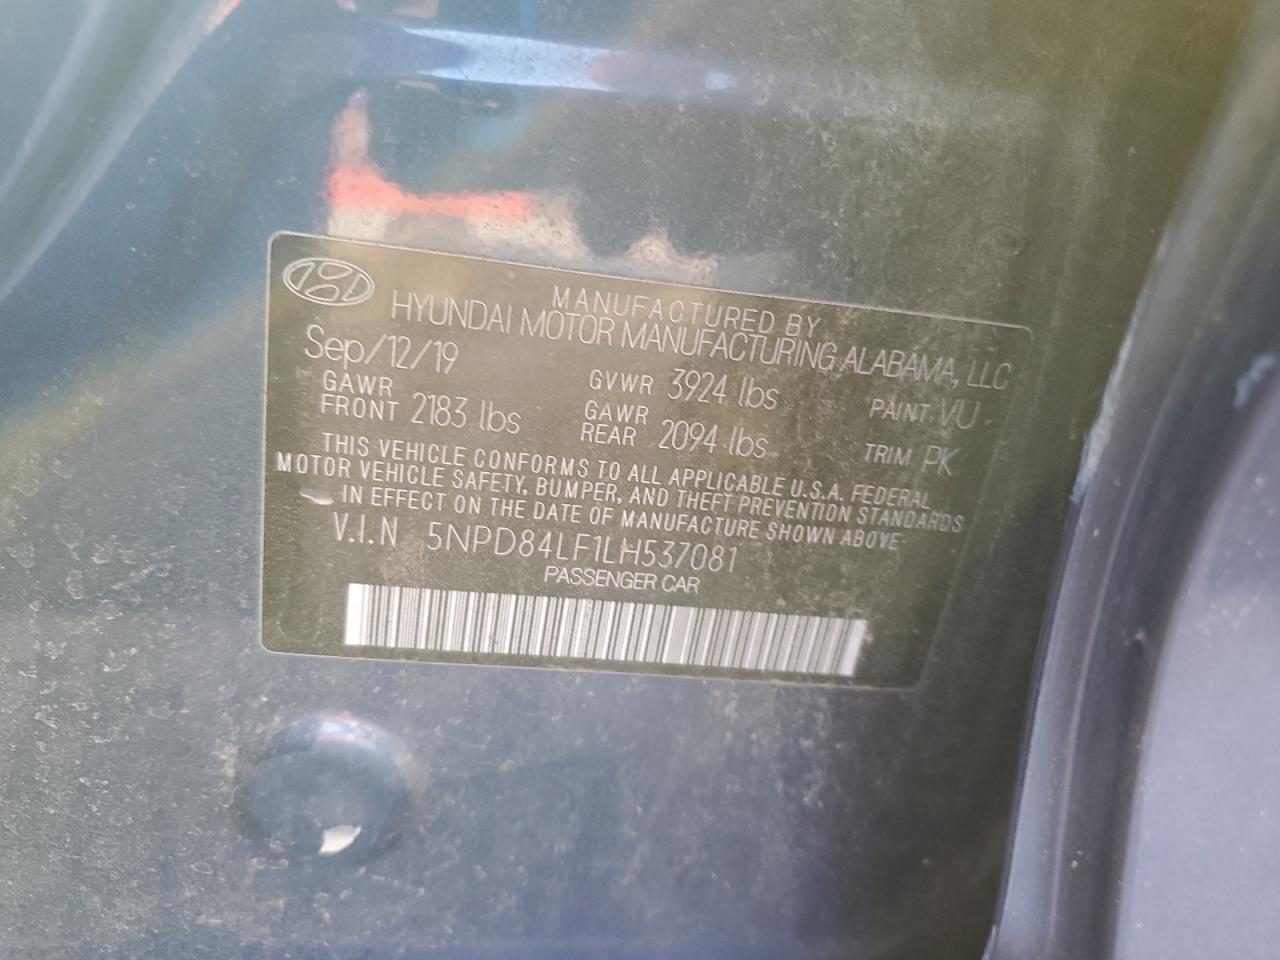 MANUFACTURED BY
HYUNDAI MOTOR MANUFACTURING ALABAMA, LLC
Sep/12/19
GAWR FRONT 2183 lbs
GVWR 3924 lbs
PAINT VU
GAWR REAR 2094 lbs
TRIM PK
THIS VEHICLE CONFORMS TO ALL APPLICABLE U.S.A. FEDERAL
MOTOR VEHICLE SAFETY, BUMPER, AND THEFT PREVENTION STANDARDS
IN EFFECT ON THE DATE OF MANUFACTURE SHOWN ABOVE
V.I.N 5NPD84LF1LH537081
PASSENGER CAR